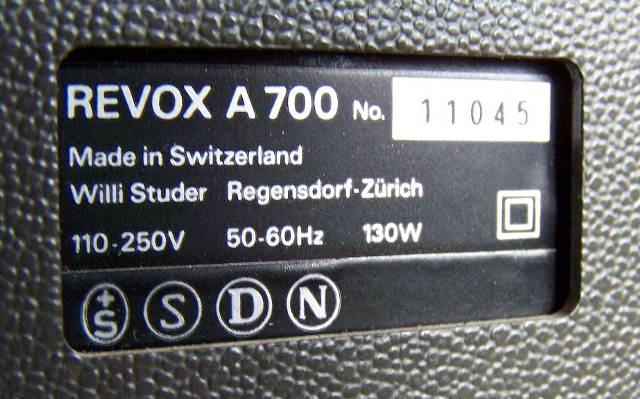 REVOX A 700 No. 11045
Made in Switzerland
Willi Studer Regensdorf-Zürich
110-250V 50-60Hz 130W
+S S D N